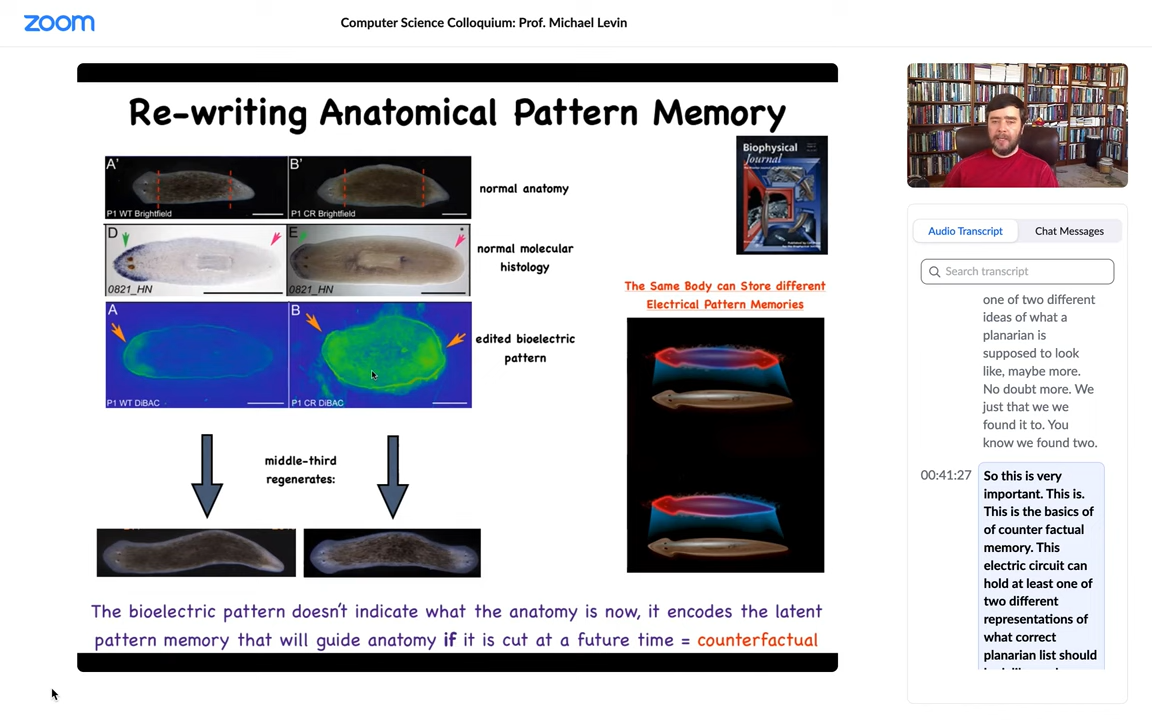 zoom
Computer Science Colloquium: Prof. Michael Levin
Re-writing Anatomical Pattern Memory
A'
B'
P1 WT Brightfield
P1 CR Brightfield
normal anatomy
D
E
0821_HN
0821_HN
normal molecular
histology
A
B
P1 WT DiBAC
P1 CR DiBAC
edited bioelectric
pattern
middle-third
regenerates:
Biophysical
Journal
The Same Body can Store different
Electrical Pattern Memories
The bioelectric pattern doesn't indicate what the anatomy is now, it encodes the latent
pattern memory that will guide anatomy if it is cut at a future time = counterfactual
Audio Transcript
Chat Messages
Search transcript
one of two different
ideas of what a
planarian is
supposed to look
like, maybe more.
No doubt more. We
just that we we
found it to. You
know we found two.
00:41:27
So this is very
important. This is.
This is the basics of
of counter factual
memory. This
electric circuit can
hold at least one of
two different
representations of
what correct
planarian list should